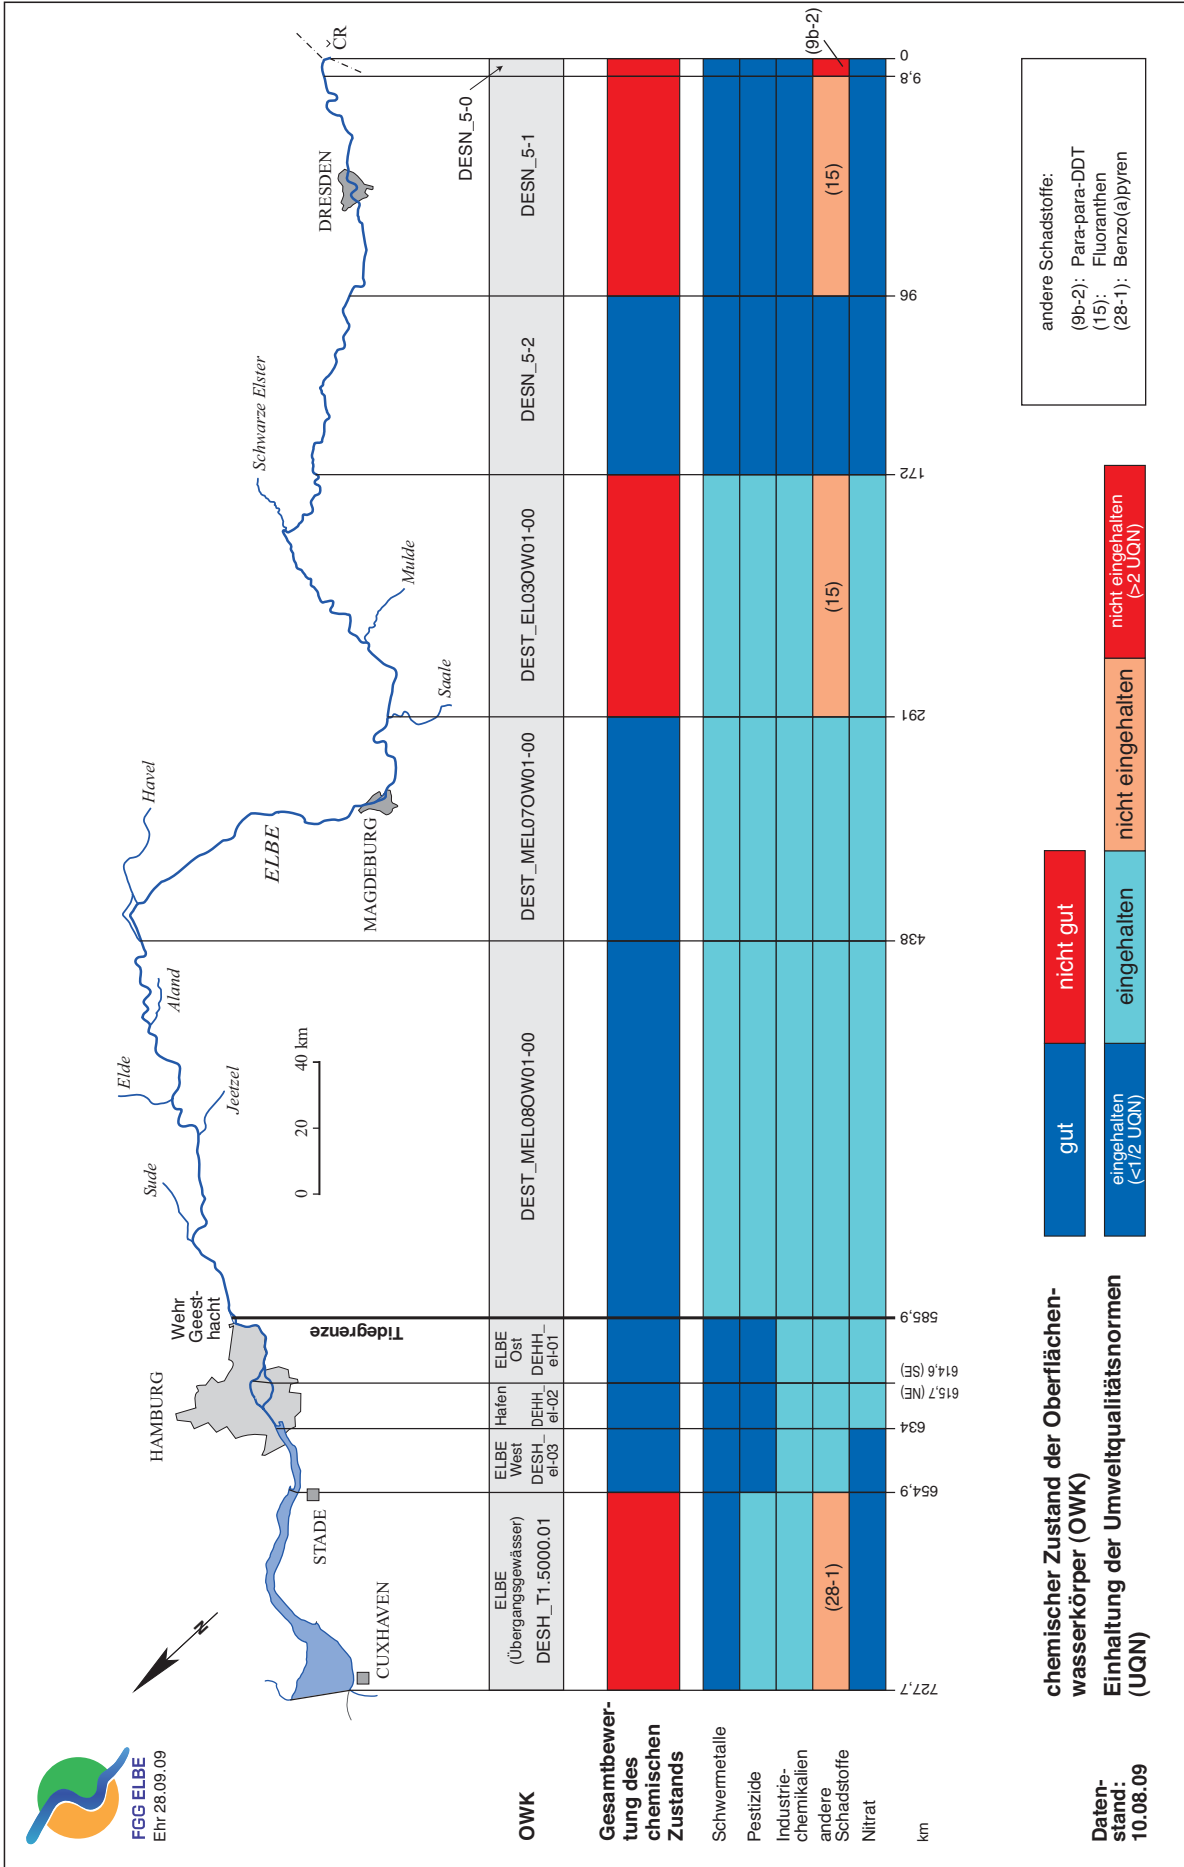 FGG ELBE
Ehr 28.09.09
N
CUXHAVEN
STADE
HAMBURG
Wehr
Geest-
hacht
Tidegrenze
Sude
Jeetzel
Elde
Aland
Havel
ELBE
MAGDEBURG
Saale
Mulde
Schwarze Elster
DRESDEN
CR
0
20
40 km
OWK
ELBE
(Übergangsgewässer)
DESH_T1.5000.01
ELBE
West
DESH_
el-03
Hafen
DEHH_
el-02
ELBE
Ost
DEHH_
el-01
DEST_MEL08OW01-00
DEST_MEL07OW01-00
DEST_EL03OW01-00
DESN_5-2
DESN_5-1
DESN_5-0
Gesamtbewer-
tung des
chemischen
Zustands
Schwermetalle
Pestizide
Industrie-
chemikalien
andere
Schadstoffe
(28-1)
(15)
(15)
(9b-2)
Nitrat
km
727,7
654,9
634
615,7 (NE)
614,6 (SE)
585,9
438
291
172
96
9,8
0
Daten-
stand:
10.08.09
chemischer Zustand der Oberflächen-
wasserkörper (OWK)
gut
nicht gut
Einhaltung der Umweltqualitätsnormen
(UQN)
eingehalten
(<1/2 UQN)
eingehalten
nicht eingehalten
nicht eingehalten
(>2 UQN)
andere Schadstoffe:
(9b-2): Para-para-DDT
(15): Fluoranthen
(28-1): Benzo(a)pyren